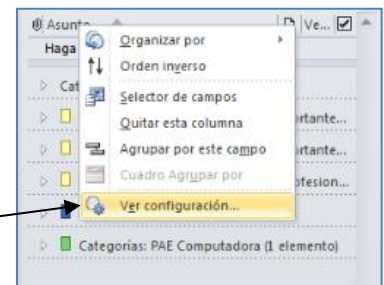 Asunto Ve...
Haga
Organizar por
Orden inverso
Cat
Selector de campos
Quitar esta columna rtante...
Agrupar por este campo rtante...
Cuadro Agrupar por ofesion...
Ver configuración...
Categorías: PAE Computadora (1 elemento)